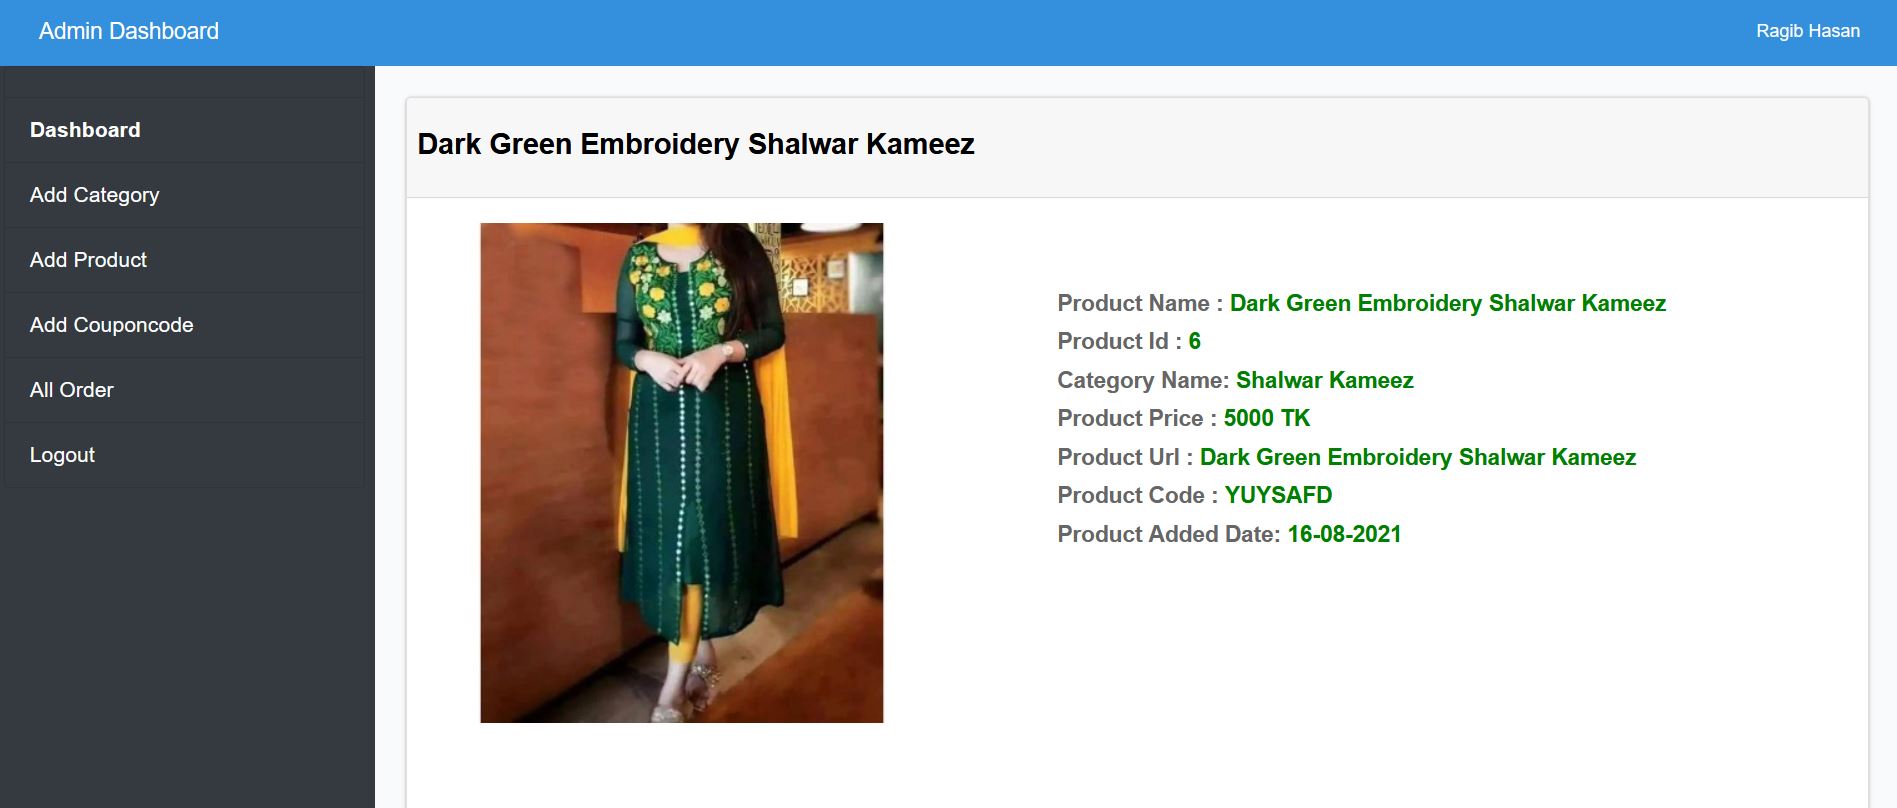 Admin Dashboard
Ragib Hasan
Dashboard
Add Category
Add Product
Add Couponcode
All Order
Logout
Dark Green Embroidery Shalwar Kameez
Product Name : Dark Green Embroidery Shalwar Kameez
Product Id : 6
Category Name: Shalwar Kameez
Product Price : 5000 TK
Product Url : Dark Green Embroidery Shalwar Kameez
Product Code : YUYSAFD
Product Added Date: 16-08-2021